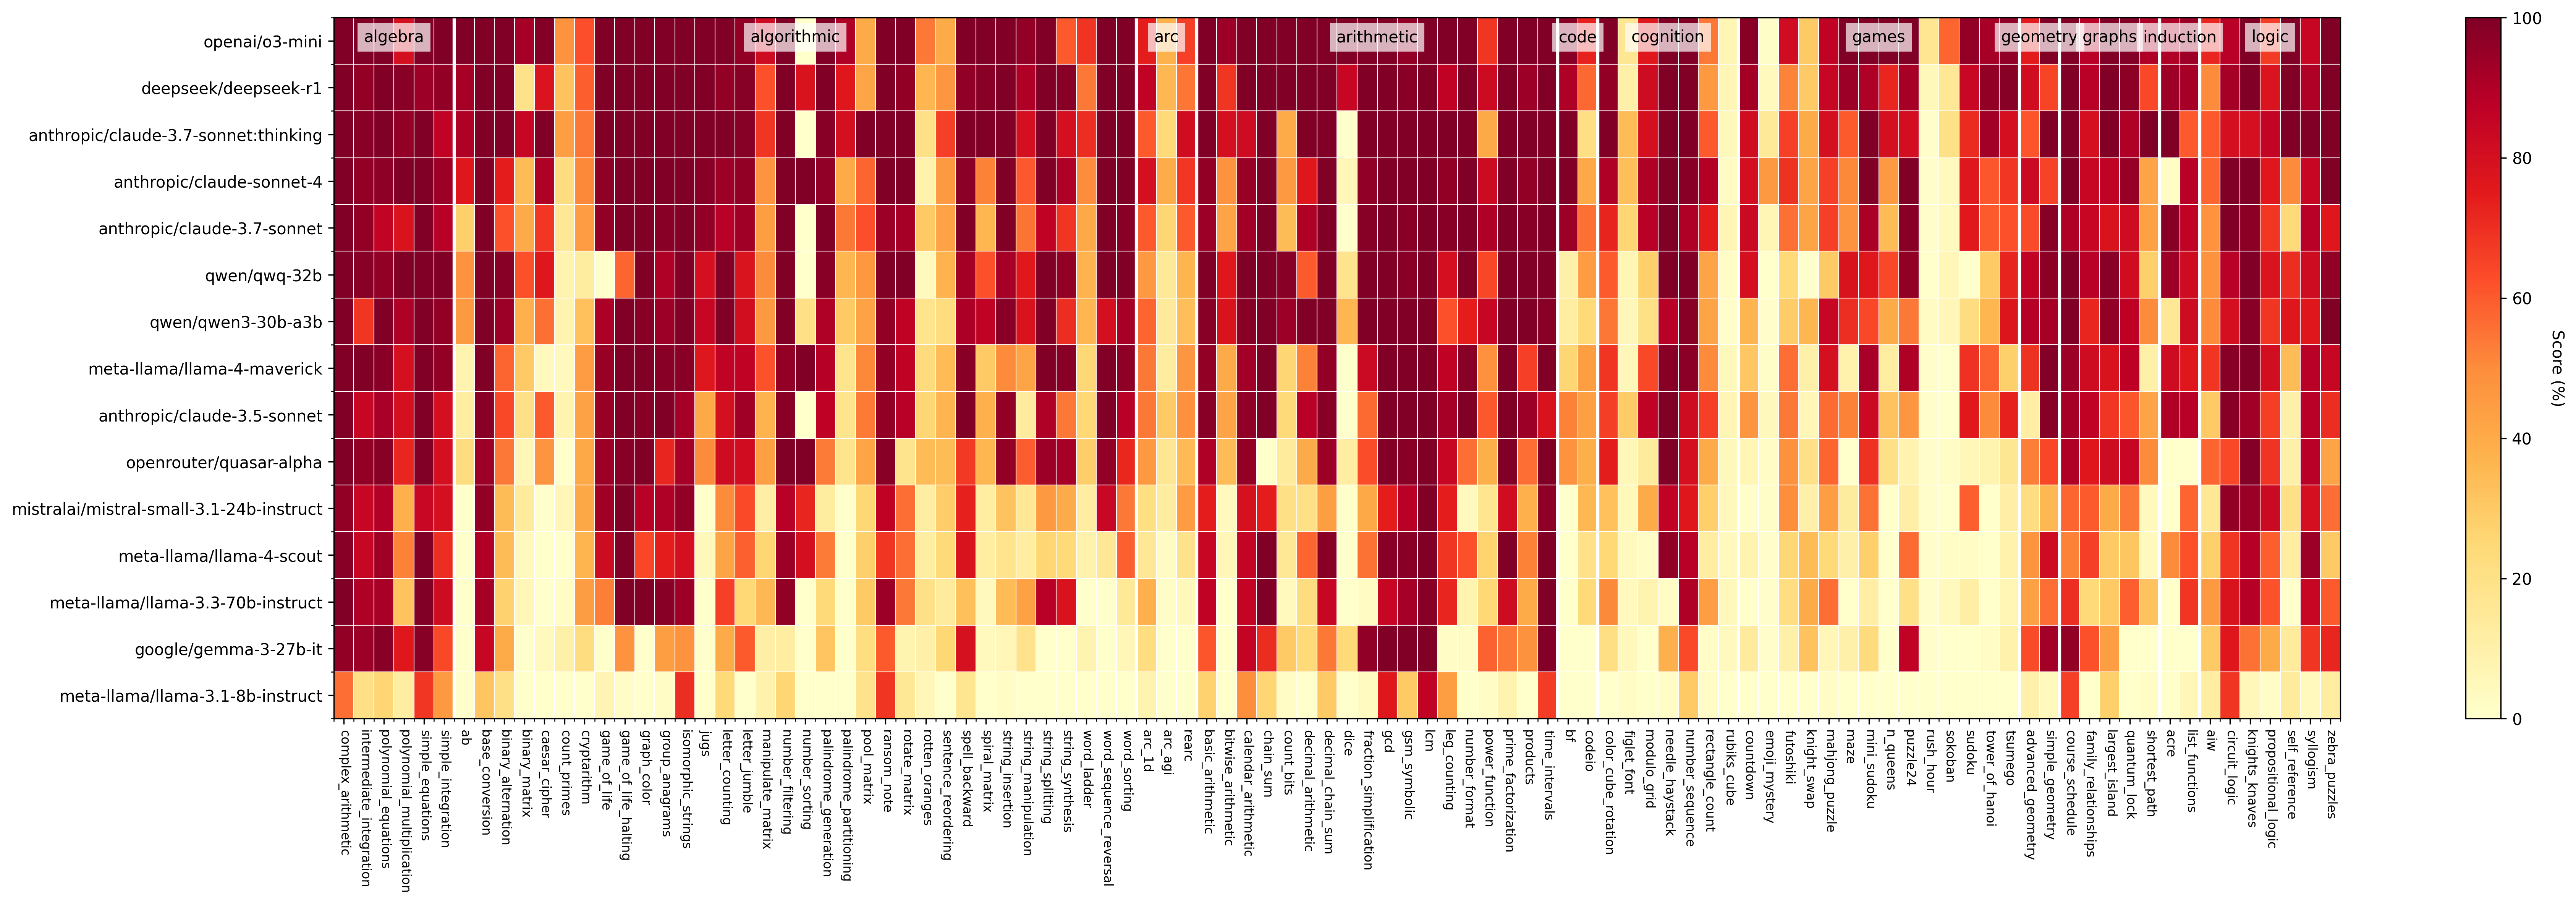 algebra
algorithmic
arc
arithmetic
code
cognition
games
geometry
graphs
induction
logic
openai/o3-mini
deepseek/deepseek-r1
anthropic/claude-3.7-sonnet:thinking
anthropic/claude-sonnet-4
anthropic/claude-3.7-sonnet
qwen/qwq-32b
qwen/qwen3-30b-a3b
meta-llama/llama-4-maverick
anthropic/claude-3.5-sonnet
openrouter/quasar-alpha
mistralai/mistral-small-3.1-24b-instruct
meta-llama/llama-4-scout
meta-llama/llama-3.3-70b-instruct
google/gemma-3-27b-it
meta-llama/llama-3.1-8b-instruct
complex_arithmetic
intermediate_integration
polynomial_equations
polynomial_multiplication
simple_equations
simple_integration
ab
base_conversion
binary_alternation
binary_matrix
caesar_cipher
count_primes
cryptarithm
game_of_life
game_of_life_halting
graph_color
group_anagrams
isomorphic_strings
jugs
letter_counting
letter_jumble
manipulate_matrix
number_filtering
number_sorting
palindrome_generation
palindrome_partitioning
pool_matrix
ransom_note
rotate_matrix
rotten_oranges
sentence_reordering
spell_backward
spiral_matrix
string_insertion
string_manipulation
string_splitting
string_synthesis
word_ladder
word_sequence_reversal
word_sorting
arc_1d
arc_agi
rearc
basic_arithmetic
bitwise_arithmetic
calendar_arithmetic
chain_sum
count_bits
decimal_arithmetic
decimal_chain_sum
dice
fraction_simplification
gcd
gsm_symbolic
lcm
leg_counting
number_format
power_function
prime_factorization
products
time_intervals
bf
codeio
color_cube_rotation
figlet_font
modulo_grid
needle_haystack
number_sequence
rectangle_count
rubiks_cube
countdown
emoji_mystery
futoshiki
knight_swap
mahjong_puzzle
maze
mini_sudoku
n_queens
puzzle24
rush_hour
sokoban
sudoku
tower_of_hanoi
tsumego
advanced_geometry
simple_geometry
course_schedule
family_relationships
largest_island
quantum_lock
shortest_path
acre
list_functions
aiw
circuit_logic
knights_knaves
propositional_logic
self_reference
syllogism
zebra_puzzles
100
80
60
40
20
0
Score (%)